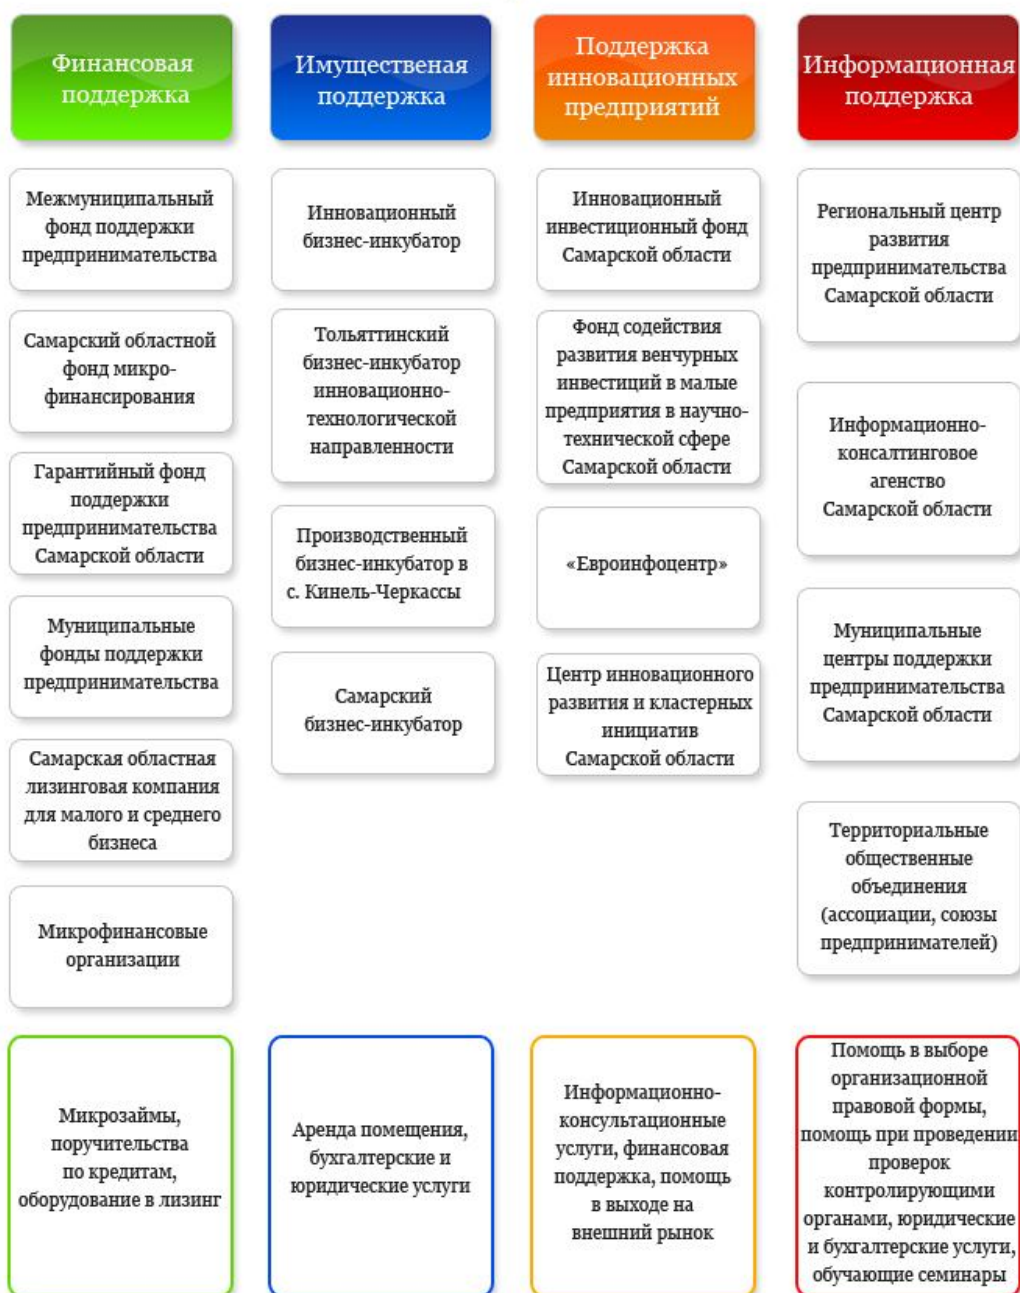 Финансовая
поддержка
Имущественая
поддержка
Поддержка
инновационных
предприятий
Информационная
поддержка
Межмуниципальный
фонд поддержки
предпринимательства
Самарский областной
фонд микро-
финансирования
Гарантийный фонд
поддержки
предпринимательства
Самарской области
Муниципальные
фонды поддержки
предпринимательства
Самарская областная
лизинговая компания
для малого и среднего
бизнеса
Микрофинансовые
организации
Микрозаймы,
поручительства
по кредитам,
оборудование в лизинг
Инновационный
бизнес-инкубатор
Тольяттинский
бизнес-инкубатор
инновационно-
технологической
направленности
Производственный
бизнес-инкубатор в
с. Кинель-Черкассы
Самарский
бизнес-инкубатор
Аренда помещения,
бухгалтерские и
юридические услуги
Инновационный
инвестиционный фонд
Самарской области
Фонд содействия
развития венчурных
инвестиций в малые
предприятия в научно-
технической сфере
Самарской области
«Евроинфоцентр»
Центр инновационного
развития и кластерных
инициатив
Самарской области
Информационно-
консультационные
услуги, финансовая
поддержка, помощь
в выходе на
внешний рынок
Региональный центр
развития
предпринимательства
Самарской области
Информационно-
консалтинговое
агенство
Самарской области
Муниципальные
центры поддержки
предпринимательства
Самарской области
Территориальные
общественные
объединения
(ассоциации, союзы
предпринимателей)
Помощь в выборе
организационной
правовой формы,
помощь при проведении
проверок
контролирующими
органами, юридические
и бухгалтерские услуги,
обучающие семинары